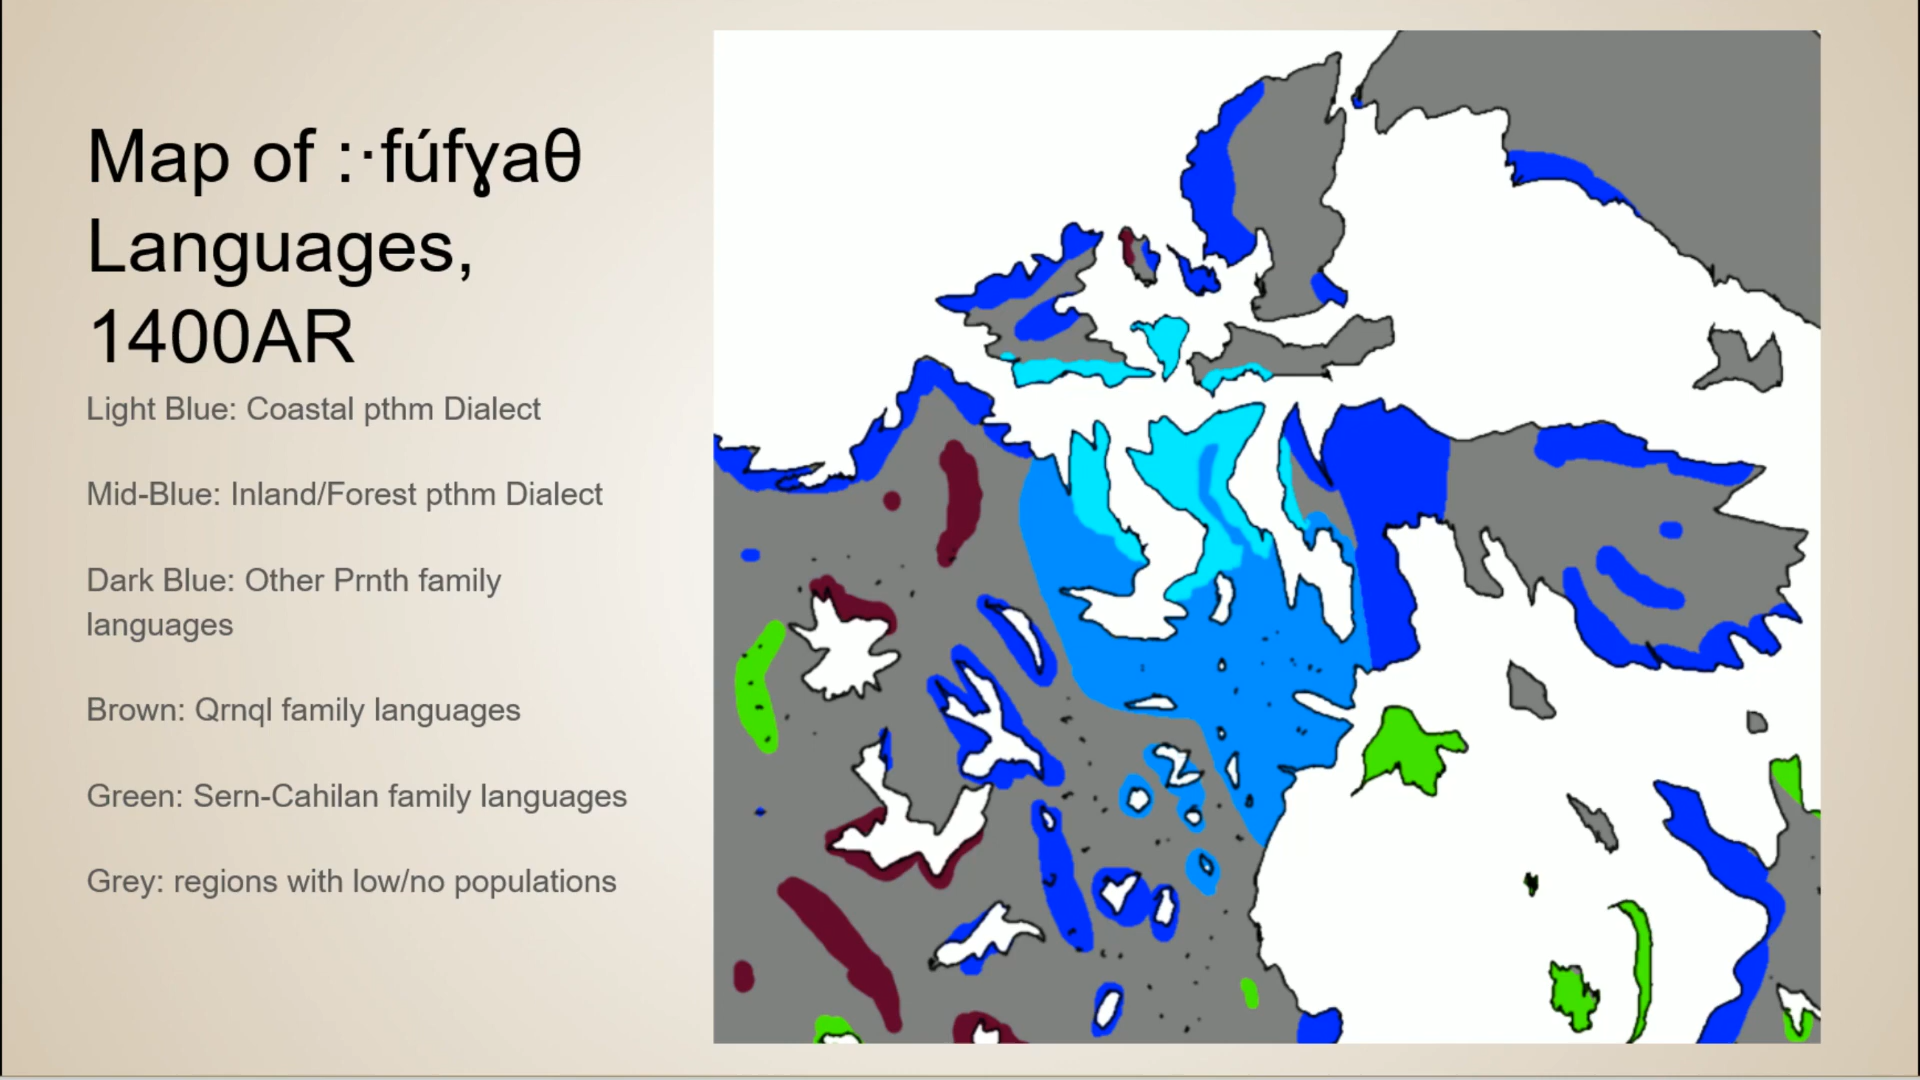 Map of :·fúfɣaθ
Languages,
1400AR
Light Blue: Coastal pthm Dialect
Mid-Blue: Inland/Forest pthm Dialect
Dark Blue: Other Prnth family
languages
Brown: Qrnql family languages
Green: Sern-Cahilan family languages
Grey: regions with low/no populations